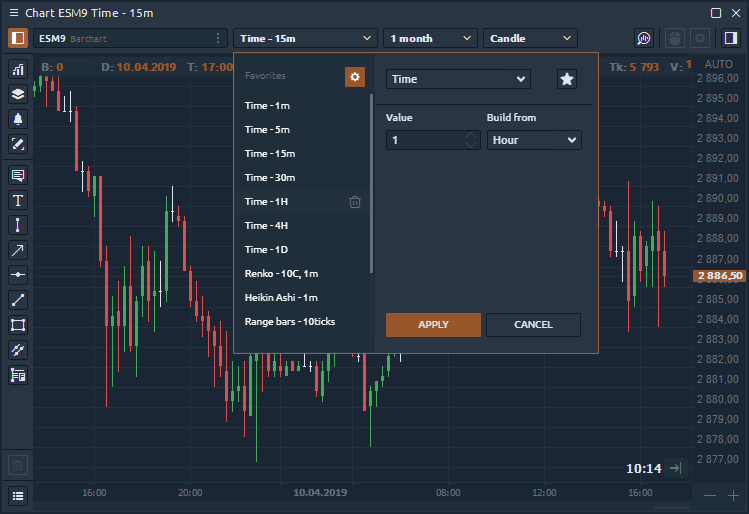 Chart ESM9 Time - 15m
ESM9 Barchart
Time - 15m
1 month
Candle
B: 0 D: 10.04.2019 T: 17:00
Tk: 5 793 V: 1
AUTO
Favorites
Time - 1m
Time - 5m
Time - 15m
Time - 30m
Time - 1H
Time - 4H
Time - 1D
Renko - 10C, 1m
Heikin Ashi - 1m
Range bars - 10ticks
Time
Value
Build from
1
Hour
APPLY
CANCEL
T
2 896,00
2 895,00
2 894,00
2 893,00
2 892,00
2 891,00
2 890,00
2 889,00
2 888,00
2 887,00
2 886,50
2 885,00
2 884,00
2 883,00
2 882,00
2 881,00
2 880,00
2 879,00
2 878,00
2 877,00
10:14
16:00
20:00
10.04.2019
08:00
12:00
16:00